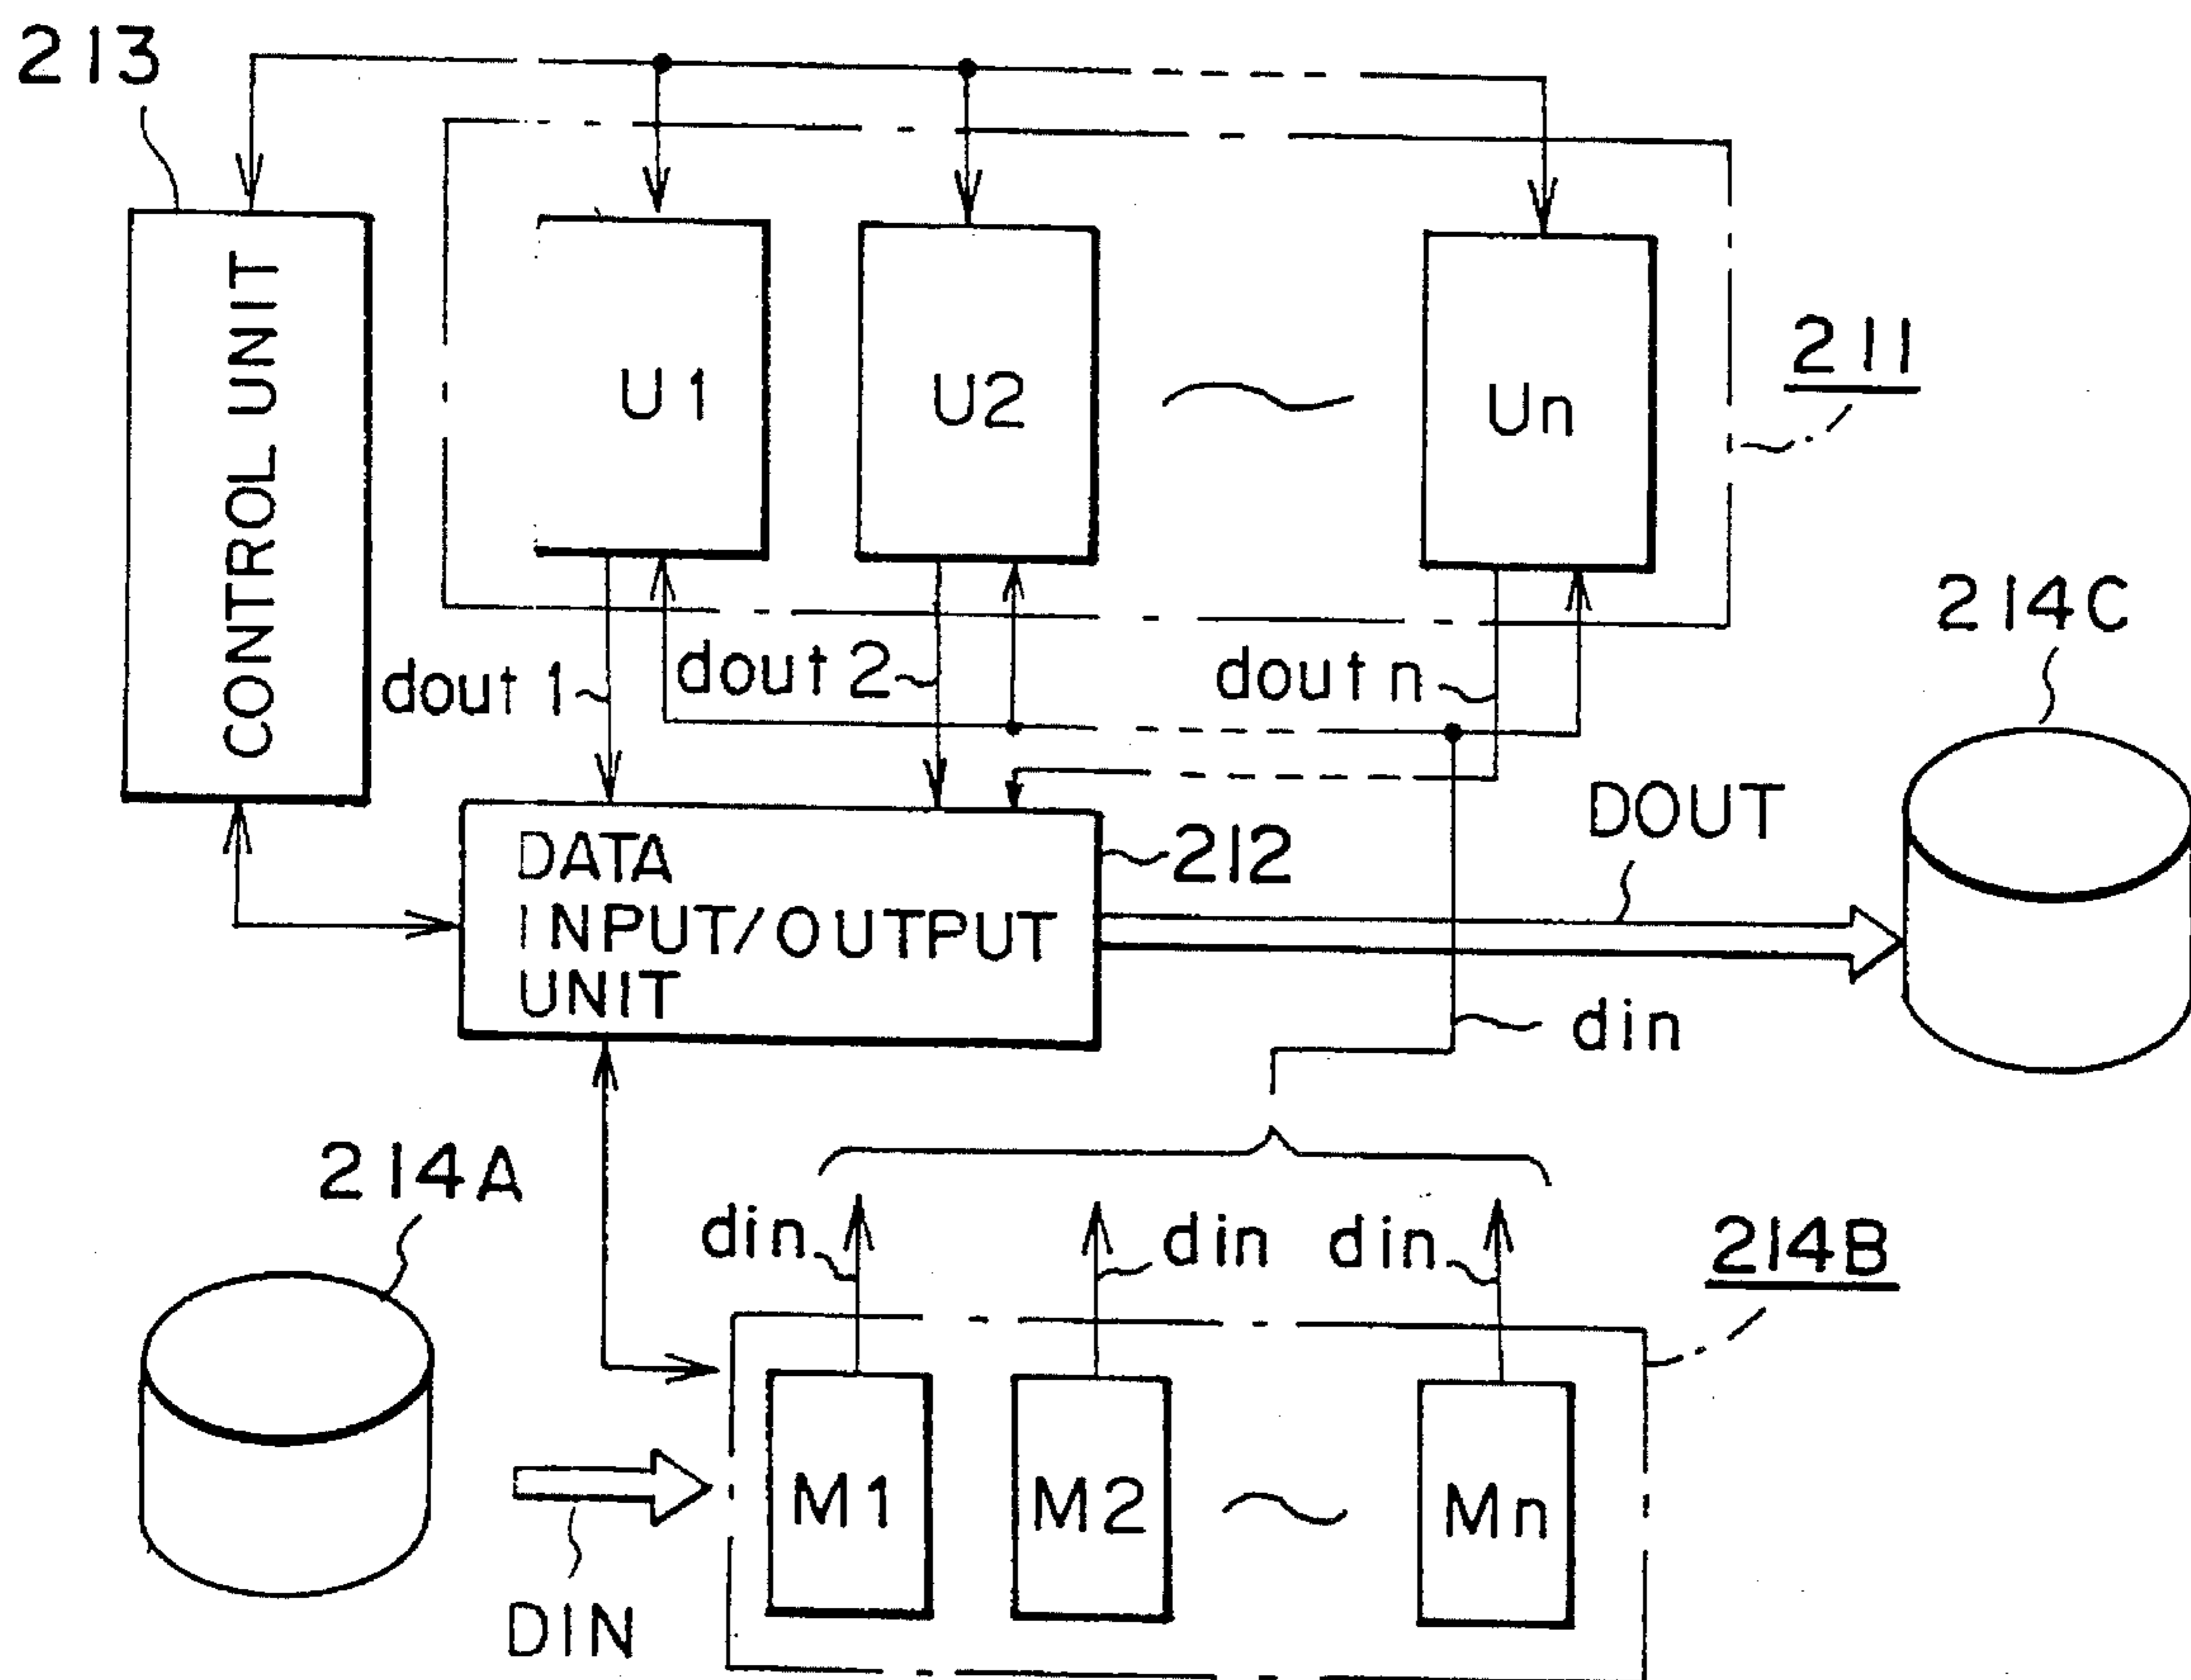 213
CONTROL UNIT
U1
U2
Un
211
dout 1
dout 2
dout n
214C
DATA
INPUT/OUTPUT
UNIT
212
DOUT
din
214A
din
din
din
214B
M1
M2
Mn
DIN